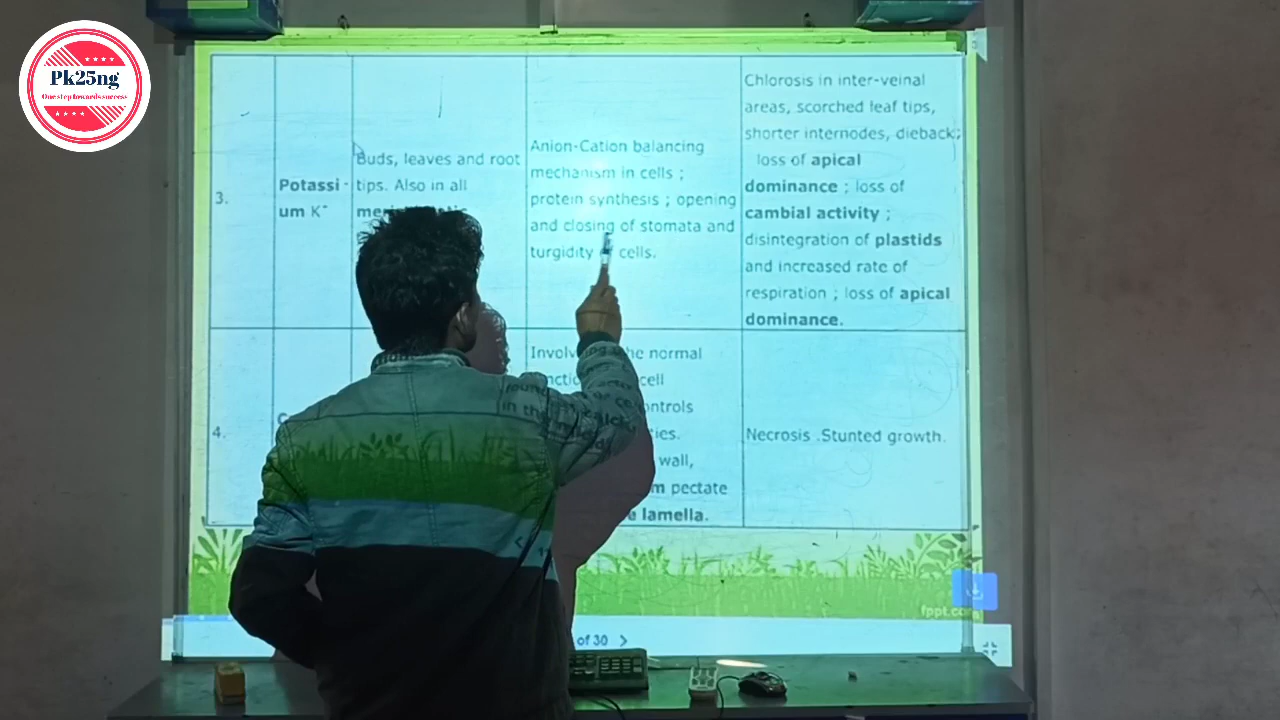 Pk25ng
One step towards success
3.
Potassi -
um K⁺
Buds, leaves and root
tips. Also in all
Anion-Cation balancing
mechanism in cells ;
protein synthesis ; opening
and closing of stomata and
turgidity cells.
Chlorosis in inter-veinal
areas, scorched leaf tips,
shorter internodes, dieback;
loss of apical
dominance ; loss of
cambial activity ;
disintegration of plastids
and increased rate of
respiration ; loss of apical
dominance.
4.
the normal
cell
wall,
pectate
lamella.
Necrosis .Stunted growth.
fppt.com
of 30 >